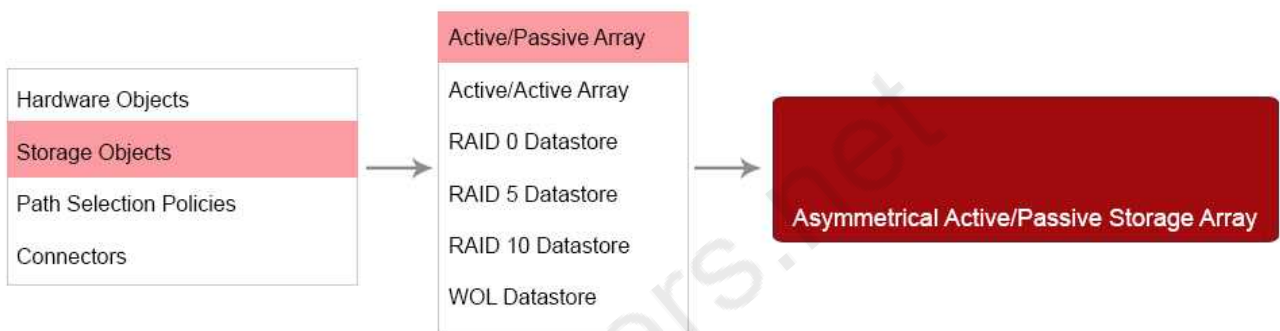 Hardware Objects
Storage Objects
Path Selection Policies
Connectors
Active/Passive Array
Active/Active Array
RAID 0 Datastore
RAID 5 Datastore
RAID 10 Datastore
WOL Datastore
Asymmetrical Active/Passive Storage Array